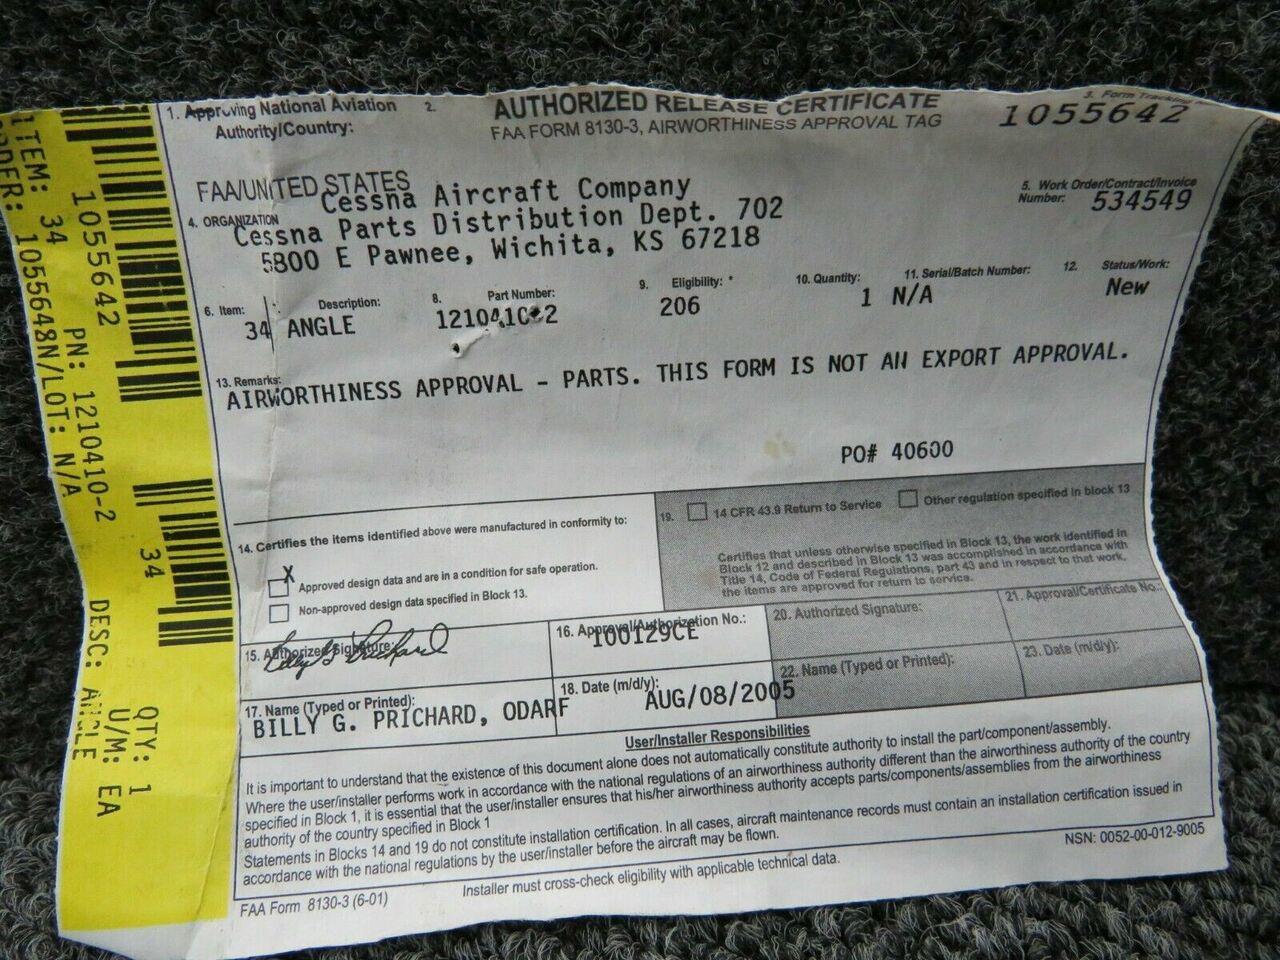 1. Approving National Aviation
Authority/Country:
2.
AUTHORIZED RELEASE CERTIFICATE
FAA FORM 8130-3, AIRWORTHINESS APPROVAL TAG
3. Form Tracking
1055642
FAA/UNITED STATES
4. ORGANIZATION
Cessna Aircraft Company
Cessna Parts Distribution Dept. 702
5800 E Pawnee, Wichita, KS 67218
5. Work Order/Contract/Invoice
Number: 534549
6. Item:
Description:
8. Part Number:
9. Eligibility: *
10. Quantity:
11. Serial/Batch Number:
12. Status/Work:
34 ANGLE
206
1 N/A
New
13. Remarks:
AIRWORTHINESS APPROVAL - PARTS. THIS FORM IS NOT AN EXPORT APPROVAL.
PO# 40600
14. Certifies the items identified above were manufactured in conformity to:
X
Approved design data and are in a condition for safe operation.
Non-approved design data specified in Block 13.
19. 14 CFR 43.9 Return to Service
Other regulation specified in block 13
Certifies that unless otherwise specified in Block 13, the work identified in
Block 12 and described in Block 13 was accomplished in accordance with
Title 14, Code of Federal Regulations, part 43 and in respect to that work,
the items are approved for return to service.
15. Authorized Signature:
16. Approval/Authorization No.:
100129CE
20. Authorized Signature:
21. Approval/Certificate No.:
17. Name (Typed or Printed):
BILLY G. PRICHARD, ODARF
18. Date (m/d/y):
AUG/08/2005
22. Name (Typed or Printed):
23. Date (m/d/y):
User/Installer Responsibilities
It is important to understand that the existence of this document alone does not automatically constitute authority to install the part/component/assembly.
Where the user/installer performs work in accordance with the national regulations of an airworthiness authority different than the airworthiness authority of the country
specified in Block 1, it is essential that the user/installer ensures that his/her airworthiness authority accepts parts/components/assemblies from the airworthiness
authority of the country specified in Block 1
Statements in Blocks 14 and 19 do not constitute installation certification. In all cases, aircraft maintenance records must contain an installation certification issued in
accordance with the national regulations by the user/installer before the aircraft may be flown.
NSN: 0052-00-012-9005
FAA Form 8130-3 (6-01)
Installer must cross-check eligibility with applicable technical data.
1055642
34
ITEM: 34
PN: 1210410-2
QTY: 1
ORDER: 1055648N/LOT: N/A
DESC: ANGLE
U/M: EA